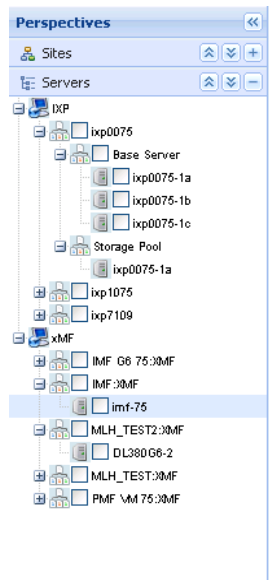 Perspectives
Sites
Servers
IXP
ixp0075
Base Server
ixp0075-1a
ixp0075-1b
ixp0075-1c
Storage Pool
ixp0075-1a
ixp1075
ixp7109
xMF
IMF G6 75:XMF
IMF:XMF
imf-75
MLH_TEST2:XMF
DL380G6-2
MLH_TEST:XMF
PMF VM 75:XMF